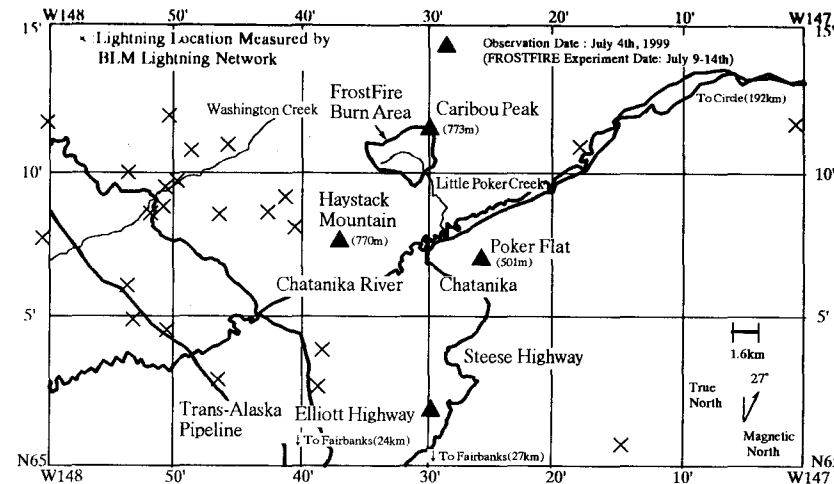 W148
50'
40'
30'
20'
10'
W147
15'
15'
× :Lightning Location Measured by
BLM Lightning Network
Observation Date : July 4th, 1999
(FROSTFIRE Experiment Date: July 9-14th)
FrostFire
Burn Area
Washington Creek
Caribou Peak
(773m)
To Circle(192km)
10'
10'
Little Poker Creek
Haystack
Mountain
(770m)
Poker Flat
(501m)
Chatanika River
Chatanika
5'
5'
1.6km
Steese Highway
27°
True
North
Magnetic
North
Trans-Alaska
Pipeline
Elliott Highway
↓ To Fairbanks(24km)
↓ To Fairbanks(27km)
N65
N65
W148
50'
40'
30'
20'
10'
W147